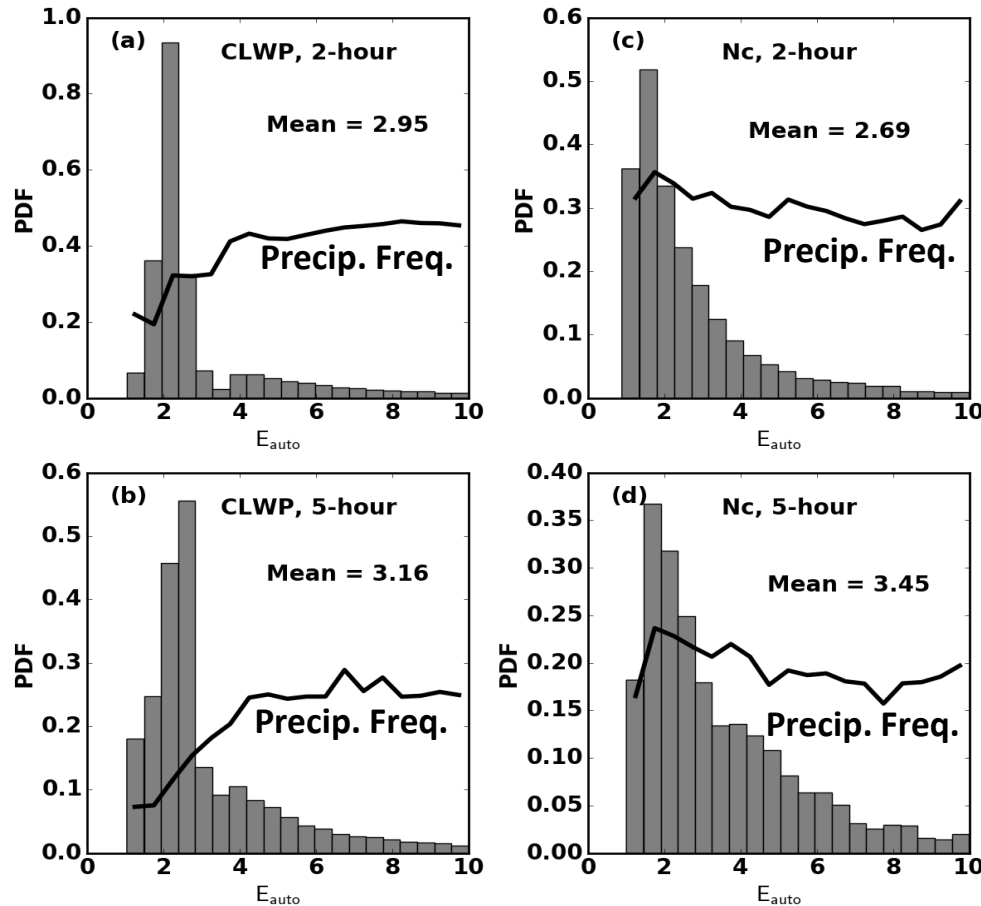 (a)
CLWP, 2-hour
Mean = 2.95
Precip. Freq.
PDF
1.0
0.8
0.6
0.4
0.2
0.0
0 2 4 6 8 10
E_auto
(c)
Nc, 2-hour
Mean = 2.69
Precip. Freq.
PDF
0.6
0.5
0.4
0.3
0.2
0.1
0.0
0 2 4 6 8 10
E_auto
(b)
CLWP, 5-hour
Mean = 3.16
Precip. Freq.
PDF
0.6
0.5
0.4
0.3
0.2
0.1
0.0
0 2 4 6 8 10
E_auto
(d)
Nc, 5-hour
Mean = 3.45
Precip. Freq.
PDF
0.40
0.35
0.30
0.25
0.20
0.15
0.10
0.05
0.00
0 2 4 6 8 10
E_auto